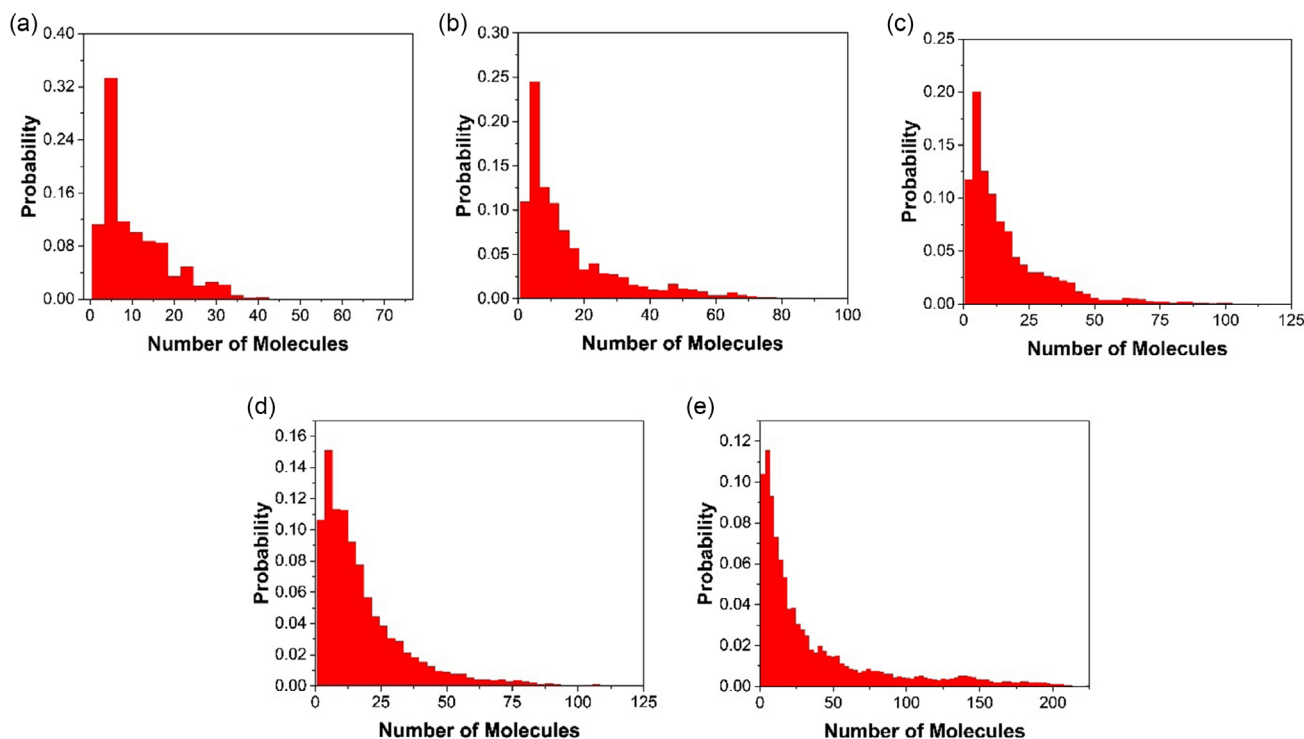 (a)
0.40
0.32
0.24
0.16
0.08
0.00
Probability
0 10 20 30 40 50 60 70
Number of Molecules
(b)
0.30
0.25
0.20
0.15
0.10
0.05
0.00
Probability
0 20 40 60 80 100
Number of Molecules
(c)
0.25
0.20
0.15
0.10
0.05
0.00
Probability
0 25 50 75 100 125
Number of Molecules
(d)
0.16
0.14
0.12
0.10
0.08
0.06
0.04
0.02
0.00
Probability
0 25 50 75 100 125
Number of Molecules
(e)
0.12
0.10
0.08
0.06
0.04
0.02
0.00
Probability
0 50 100 150 200
Number of Molecules